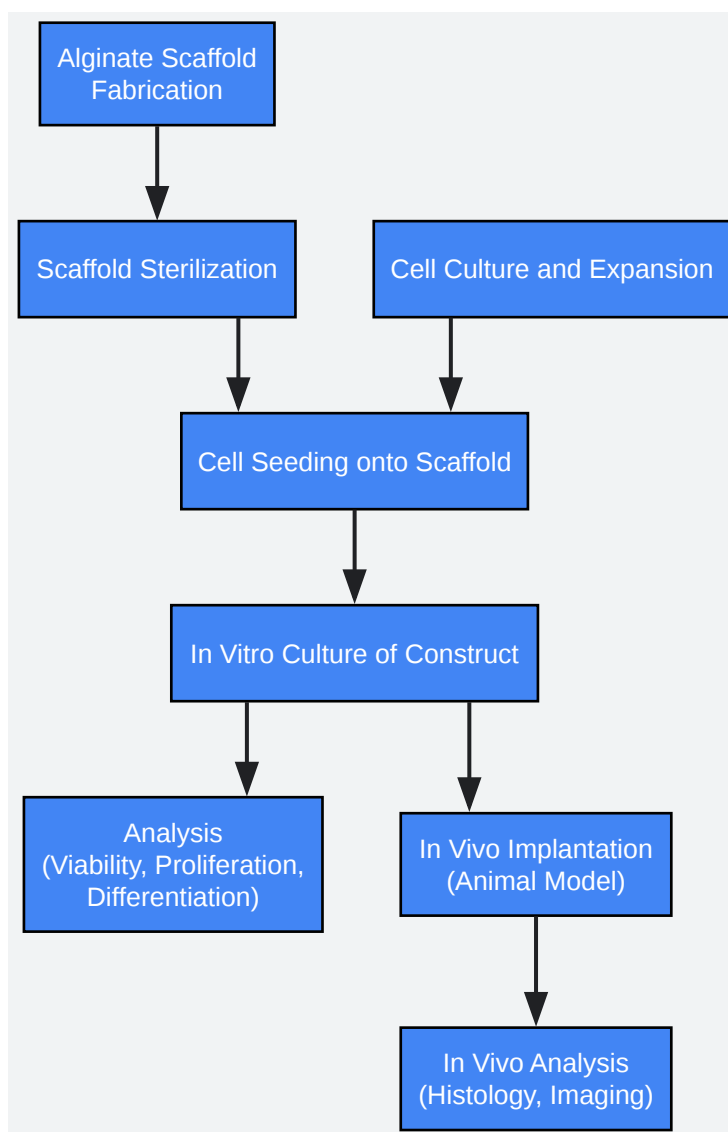 Alginate Scaffold
Fabrication
Scaffold Sterilization
Cell Culture and Expansion
Cell Seeding onto Scaffold
In Vitro Culture of Construct
Analysis
(Viability, Proliferation,
Differentiation)
In Vivo Implantation
(Animal Model)
In Vivo Analysis
(Histology, Imaging)